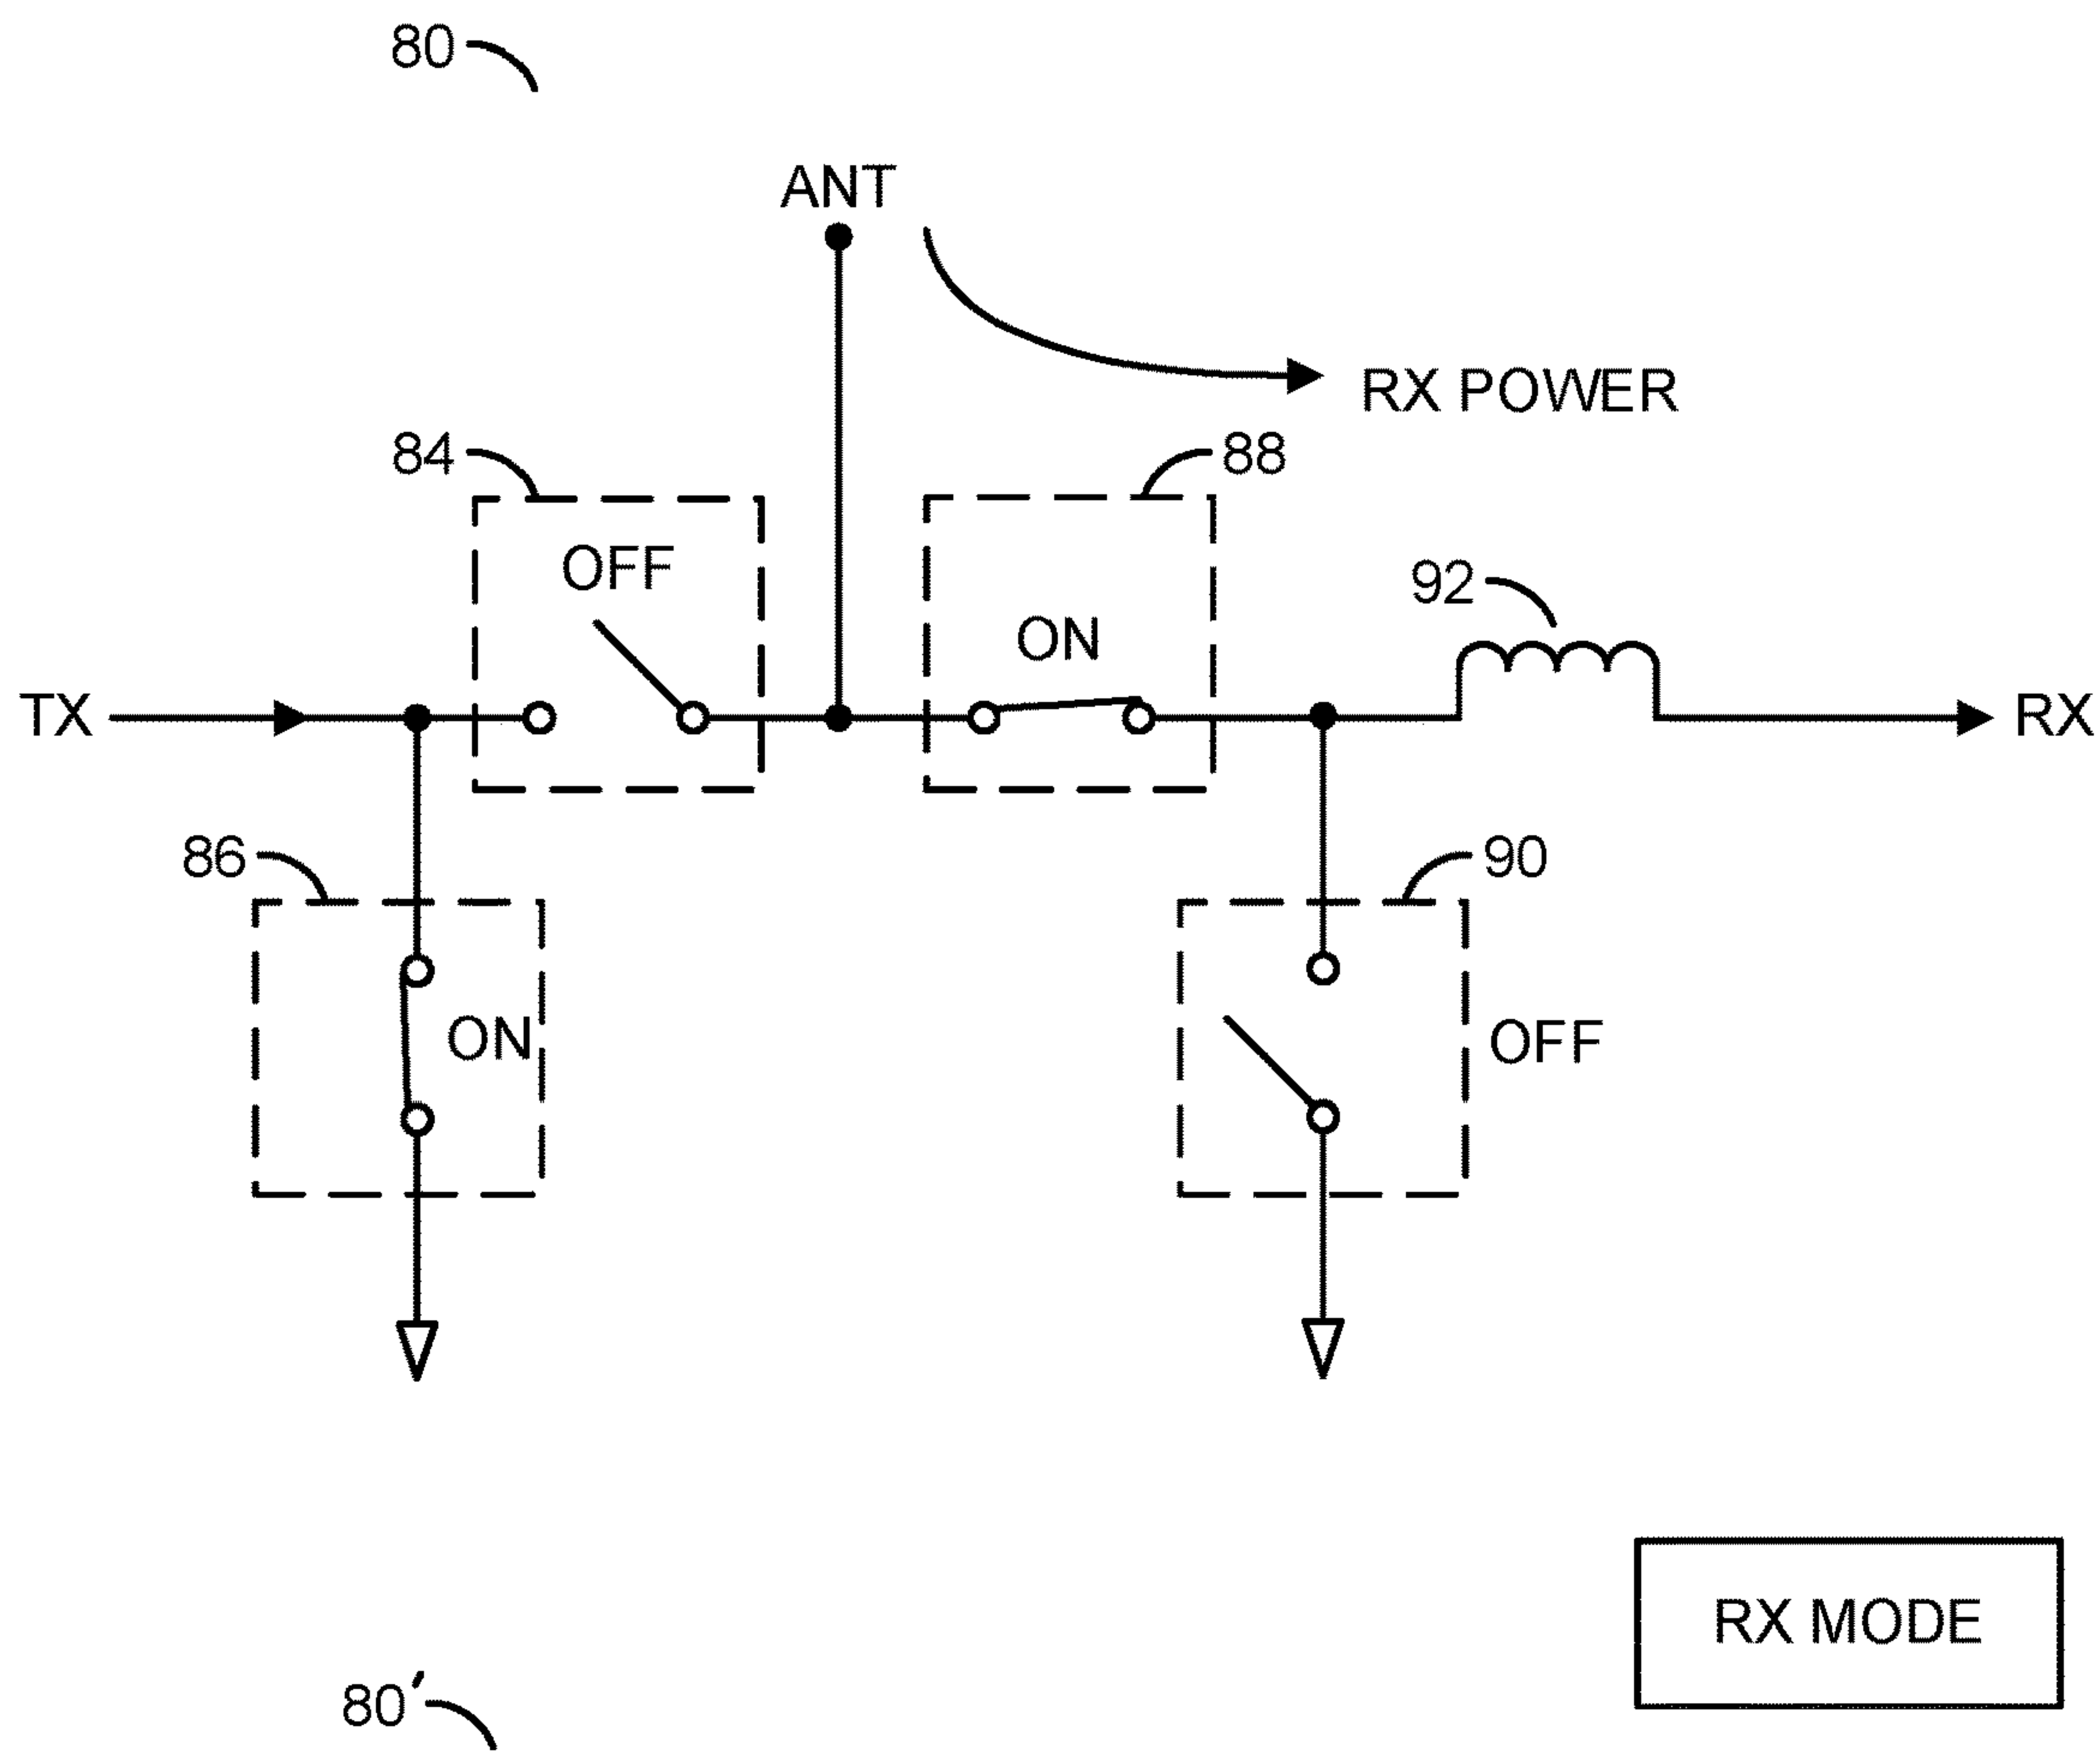 80
ANT
RX POWER
84
88
OFF
92
ON
TX
RX
86
90
ON
OFF
RX MODE
80′